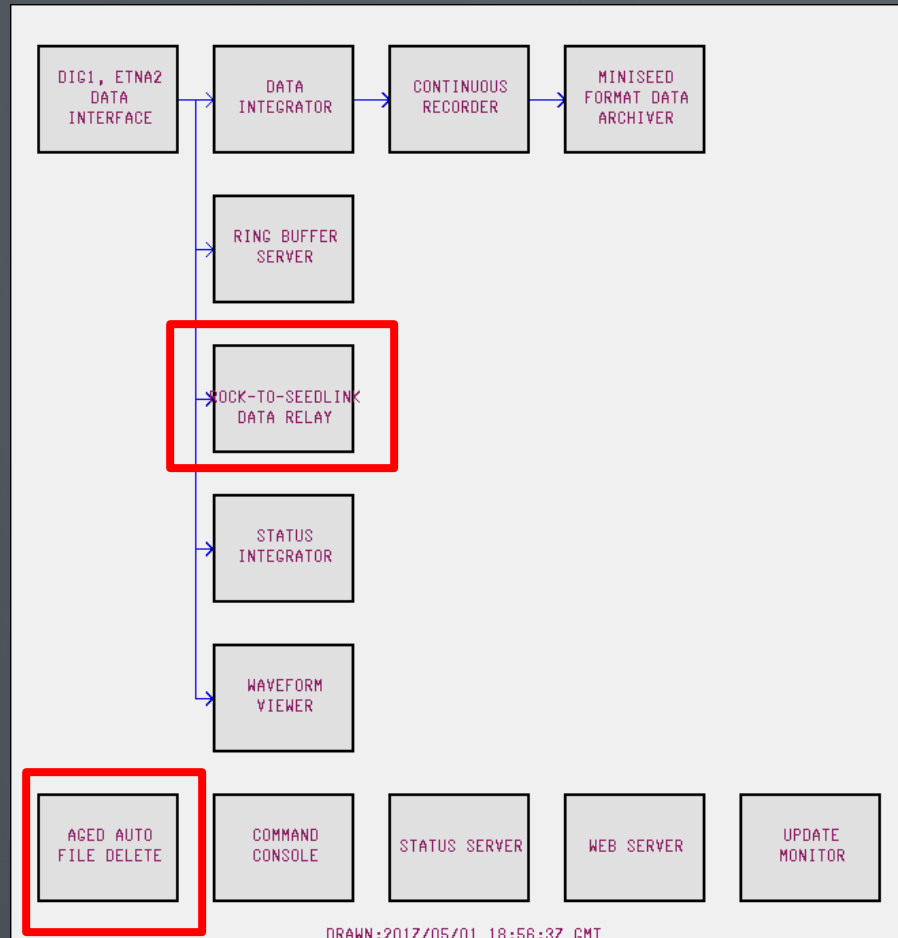 DIG1, ETNA2
DATA
INTERFACE
DATA
INTEGRATOR
CONTINUOUS
RECORDER
MINISEED
FORMAT DATA
ARCHIVER
RING BUFFER
SERVER
ROCK-TO-SEEDLINK
DATA RELAY
STATUS
INTEGRATOR
WAVEFORM
VIEWER
AGED AUTO
FILE DELETE
COMMAND
CONSOLE
STATUS SERVER
WEB SERVER
UPDATE
MONITOR
DRAWN:2017/05/01 18:56:37 GMT